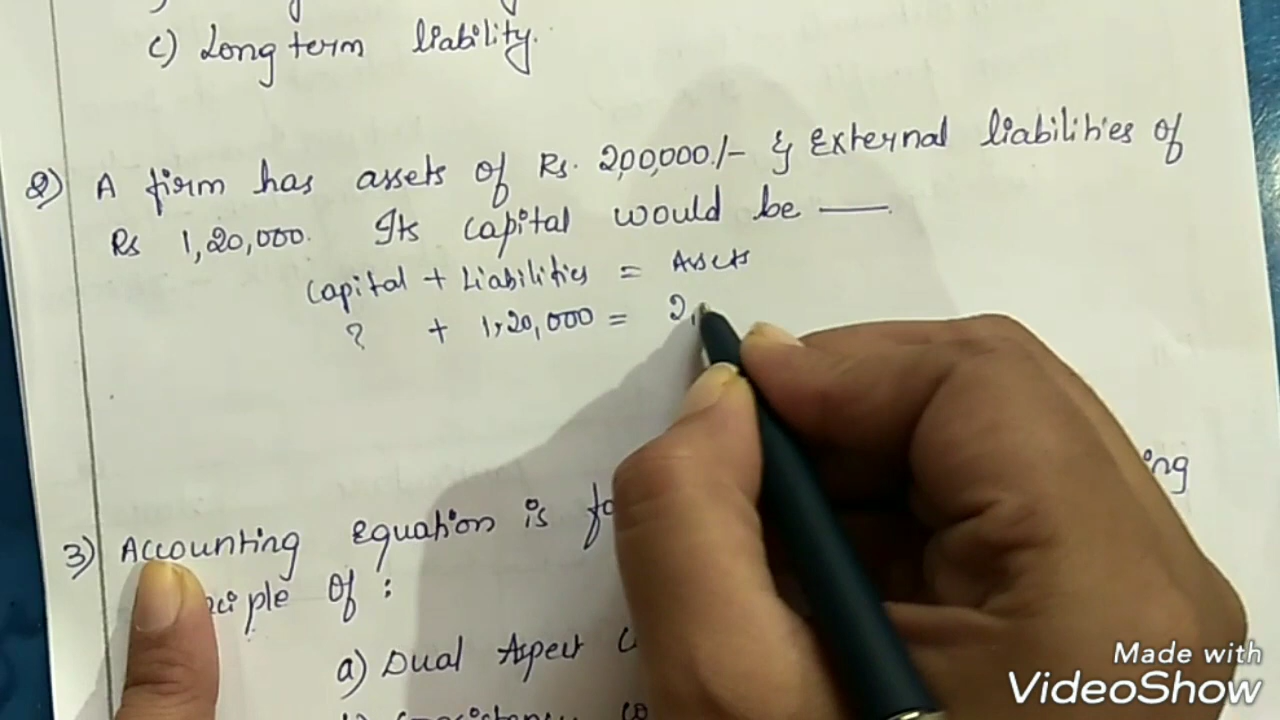 c) Long term liability.
2) A firm has assets of Rs. 2,00,000/- & External liabilities of
Rs 1,20,000. Its capital would be —.
Capital + Liabilities = Assets
? + 1,20,000 = 2,
3) Accounting Equation is
of :
a) Dual Aspect
Made with
VideoShow